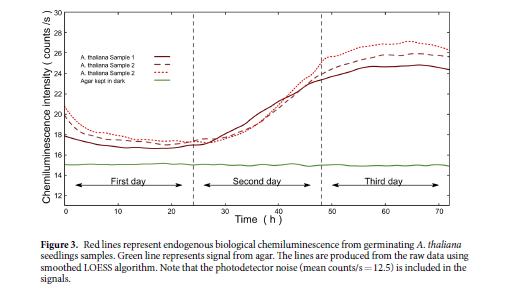 30
28
26
24
22
20
18
16
14
12
Chemiluminescence intensity ( counts /s )
A. thaliana Sample 1
A. thaliana Sample 2
A. thaliana Sample 2
Agar kept in dark
First day
Second day
Third day
0 10 20 30 40 50 60 70
Time ( h )
Figure 3. Red lines represent endogenous biological chemiluminescence from germinating A. thaliana
seedlings samples. Green line represents signal from agar. The lines are produced from the raw data using
smoothed LOESS algorithm. Note that the photodetector noise (mean counts/s=12.5) is included in the
signals.